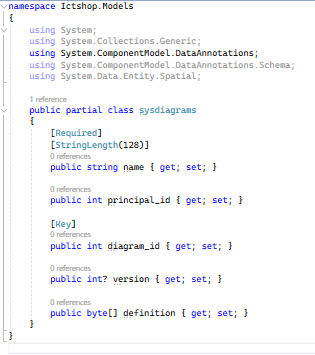 namespace Ictshop.Models
{
using System;
using System.Collections.Generic;
using System.ComponentModel.DataAnnotations;
using System.ComponentModel.DataAnnotations.Schema;
using System.Data.Entity.Spatial;
1 reference
public partial class sysdiagrams
{
[Required]
[StringLength(128)]
0 references
public string name { get; set; }
0 references
public int principal_id { get; set; }
[Key]
0 references
public int diagram_id { get; set; }
0 references
public int? version { get; set; }
0 references
public byte[] definition { get; set; }
}
}